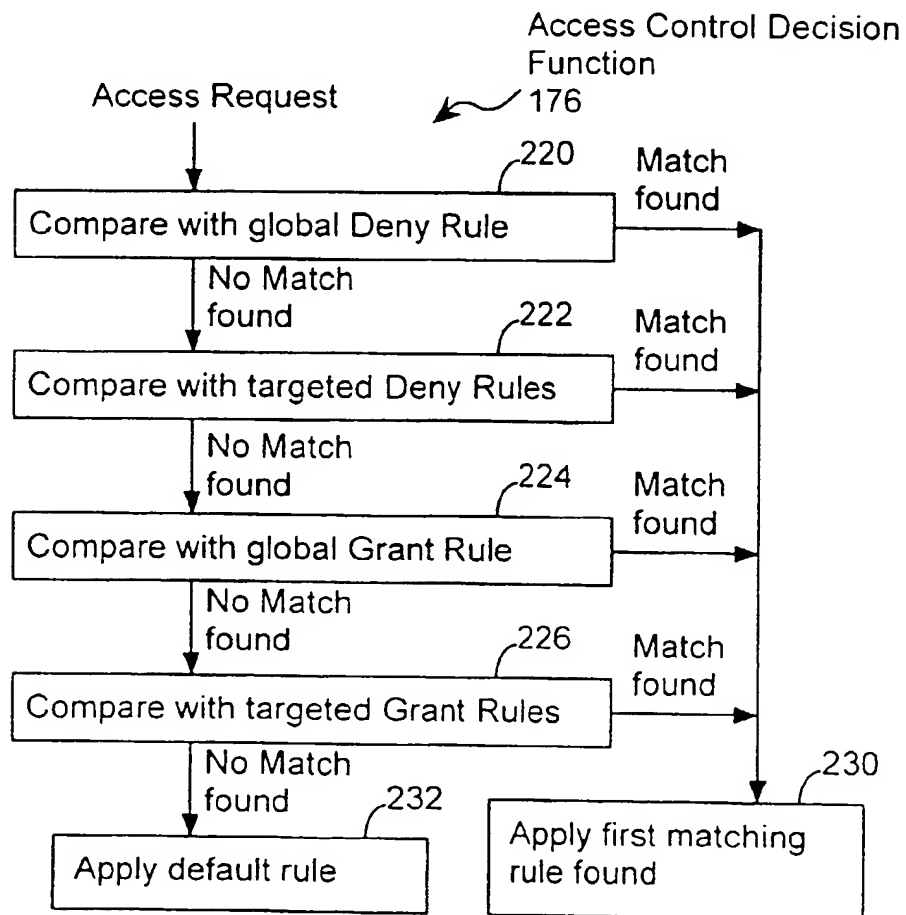 Access Control Decision
Function
176
Access Request
220
Match
found
Compare with global Deny Rule
No Match
found
222
Match
found
Compare with targeted Deny Rules
No Match
found
224
Match
found
Compare with global Grant Rule
No Match
found
226
Match
found
Compare with targeted Grant Rules
No Match
found
232
230
Apply default rule
Apply first matching
rule found